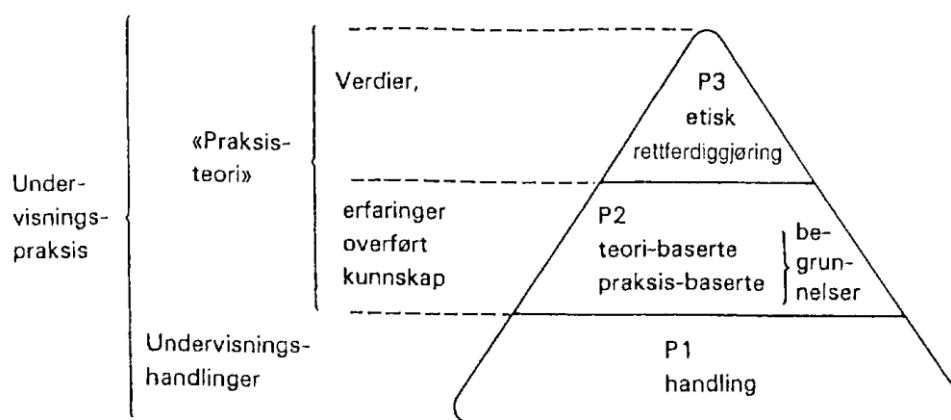 Under-
visnings-
praksis
«Praksis-
teori»
Verdier,
erfaringer
overført
kunnskap
Undervisnings-
handlinger
P3
etisk
rettferdiggjøring
P2
teori-baserte
praksis-baserte
be-
grun-
nelser
P1
handling